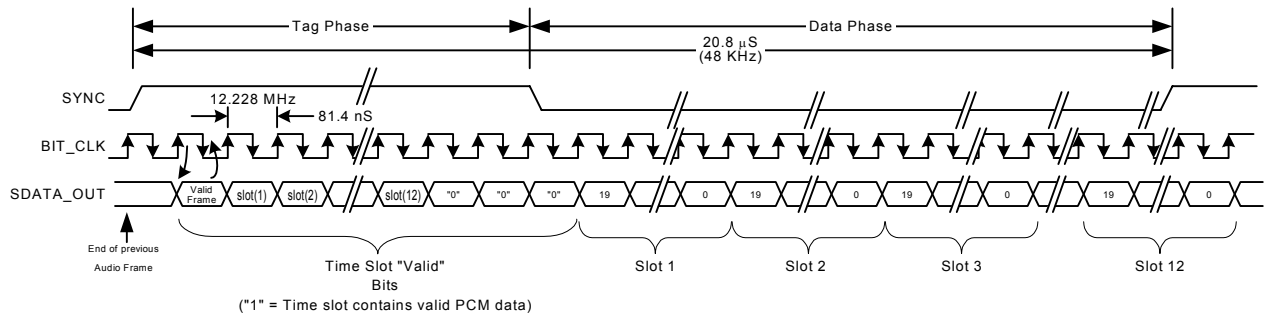 Tag Phase
Data Phase
20.8 μS
(48 KHz)
SYNC
12.228 MHz
81.4 nS
BIT_CLK
SDATA_OUT
Valid
Frame
slot(1)
slot(2)
slot(12)
"0"
"0"
"0"
19
0
19
0
19
0
19
0
End of previous
Audio Frame
Time Slot "Valid"
Bits
("1" = Time slot contains valid PCM data)
Slot 1
Slot 2
Slot 3
Slot 12